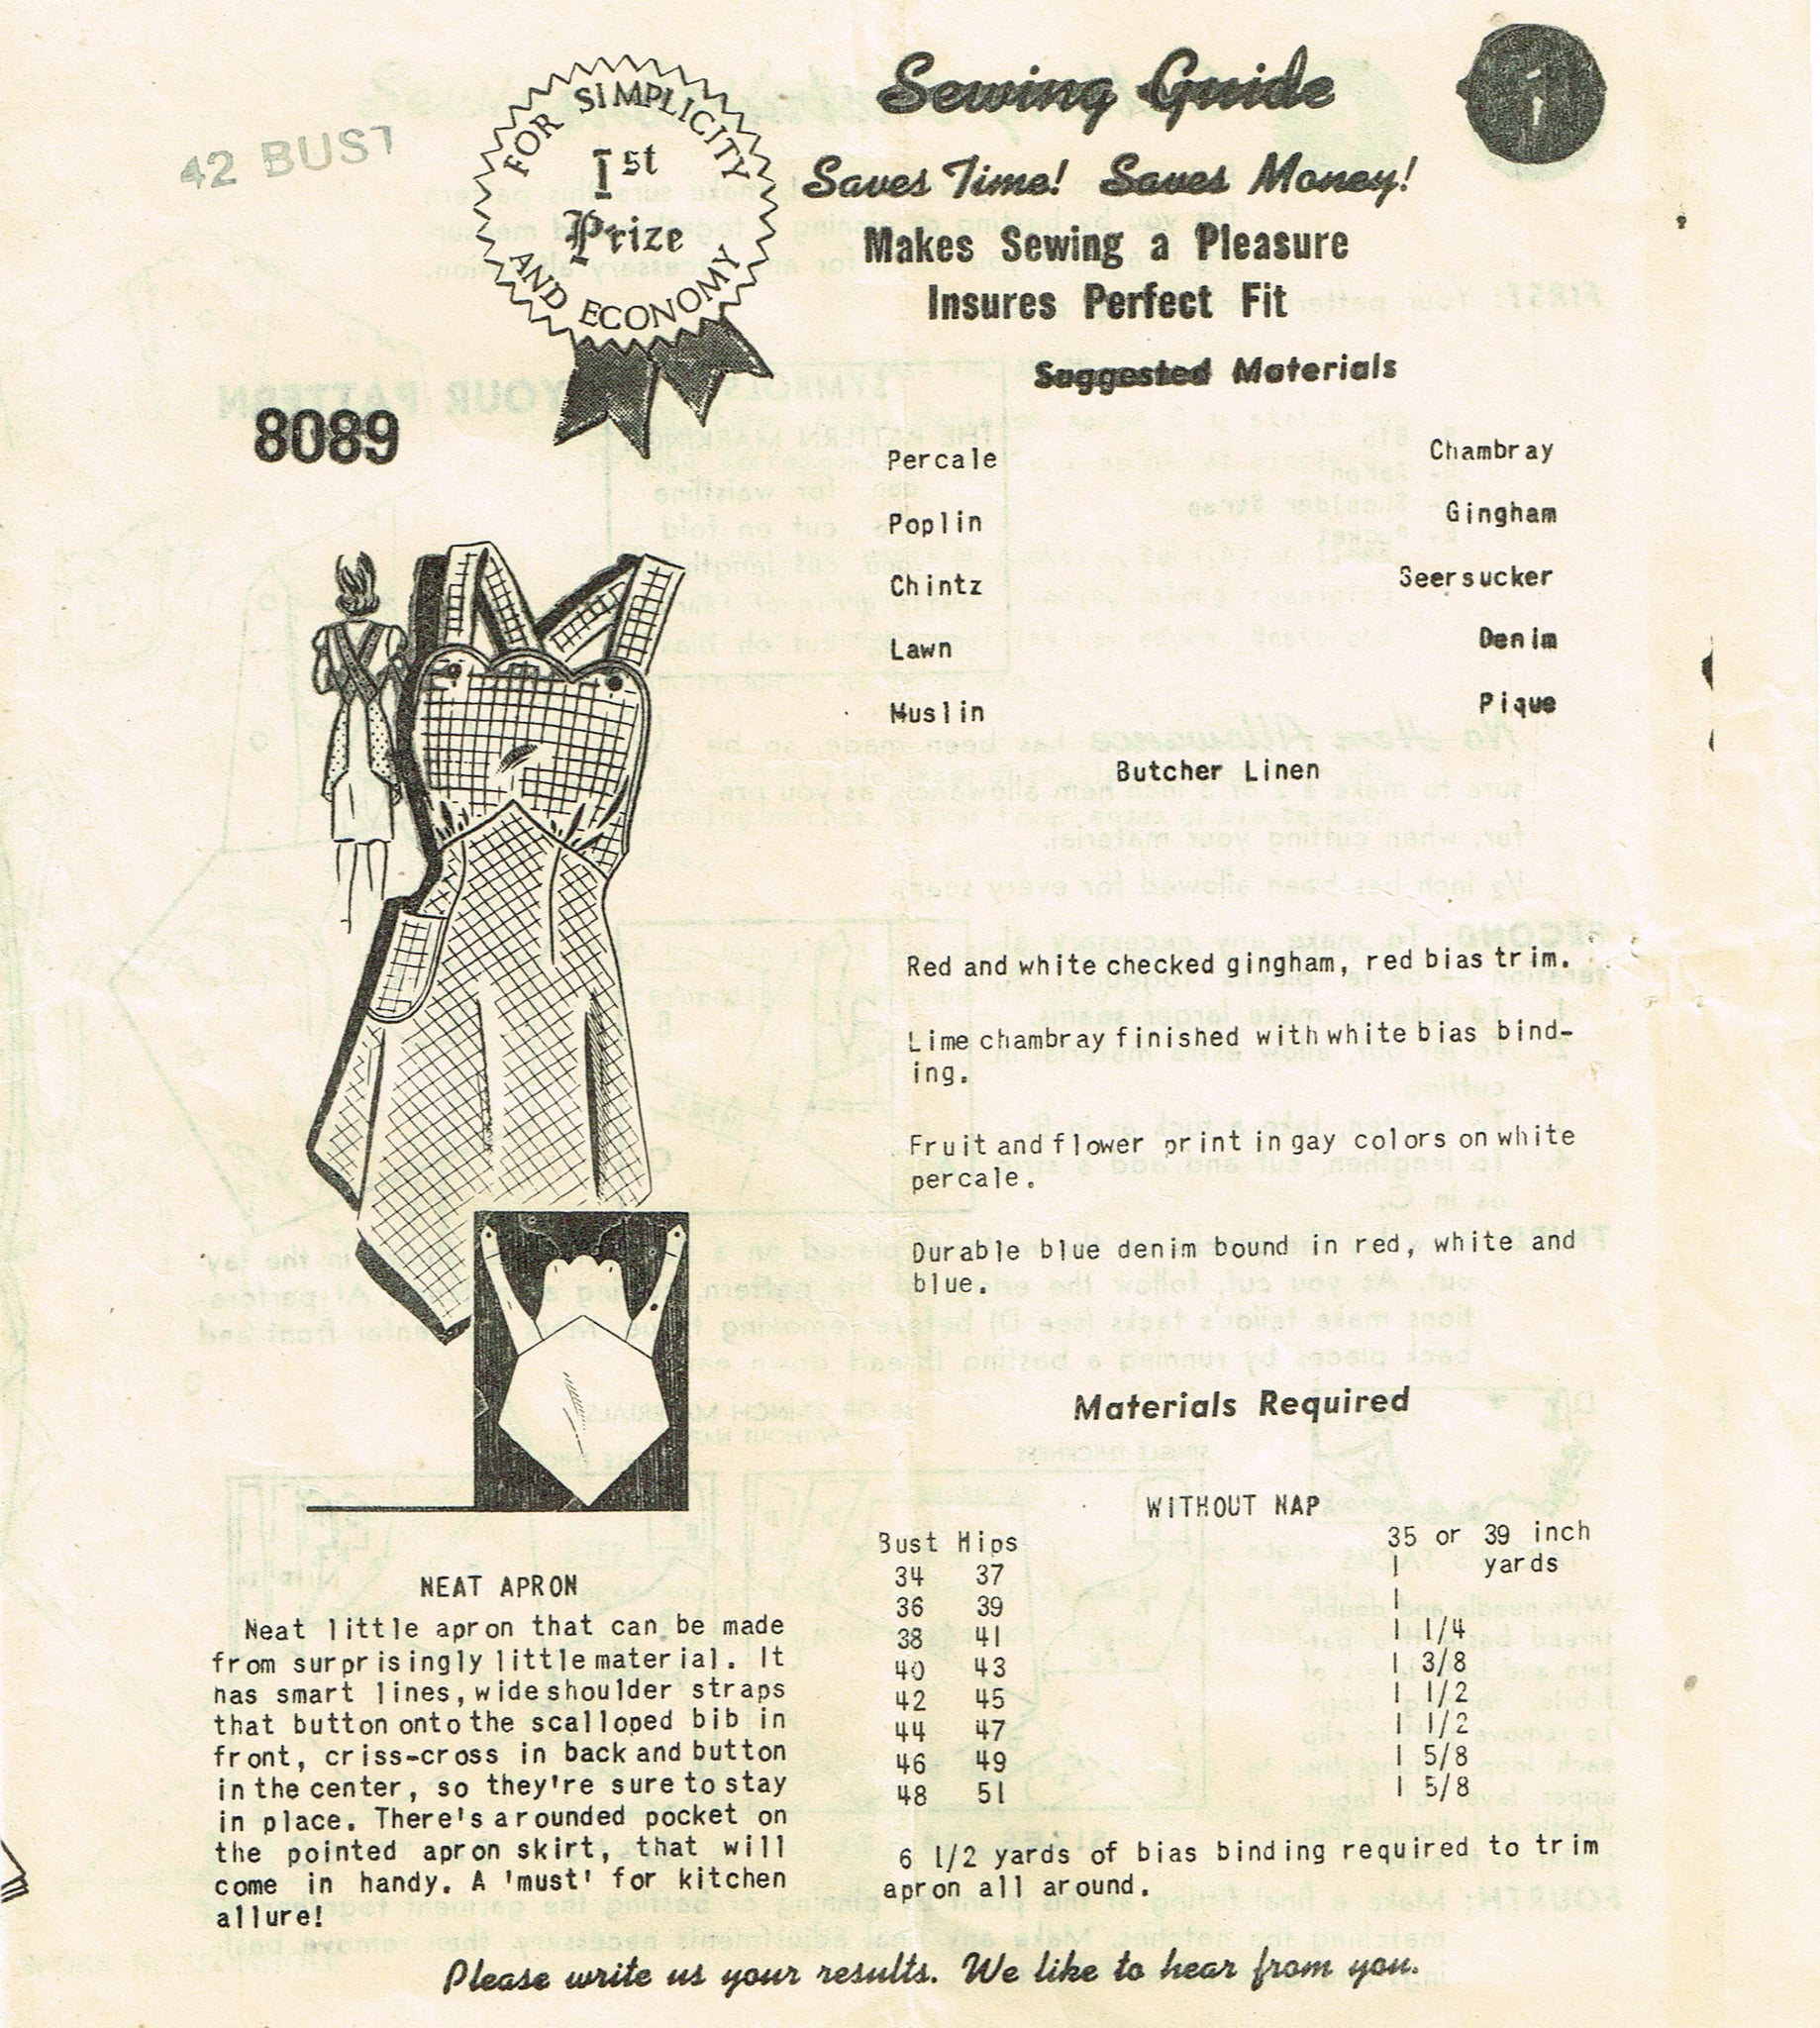 42 BUST
FOR SIMPLICITY
1st
Prize
AND ECONOMY
Sewing Guide
1
Saves Time! Saves Money!
Makes Sewing a Pleasure
Insures Perfect Fit
8089
Suggested Materials
Percale Chambray
Poplin Gingham
Chintz Seersucker
Lawn Denim
Muslin Pique
Butcher Linen
Red and white checked gingham, red bias trim.
Lime chambray finished with white bias bind-
ing.
Fruit and flower print in gay colors on white
percale.
Durable blue denim bound in red, white and
blue.
Materials Required
WITHOUT NAP
Bust Hips 35 or 39 inch
34 37 1 yards
36 39 1
38 41 1 1/4
40 43 1 3/8
42 45 1 1/2
44 47 1 1/2
46 49 1 5/8
48 51 1 5/8
6 1/2 yards of bias binding required to trim
apron all around.
NEAT APRON
Neat little apron that can be made
from surprisingly little material. It
has smart lines, wide shoulder straps
that button onto the scalloped bib in
front, criss-cross in back and button
in the center, so they're sure to stay
in place. There's a rounded pocket on
the pointed apron skirt, that will
come in handy. A 'must' for kitchen
allure!
Please write us your results. We like to hear from you.